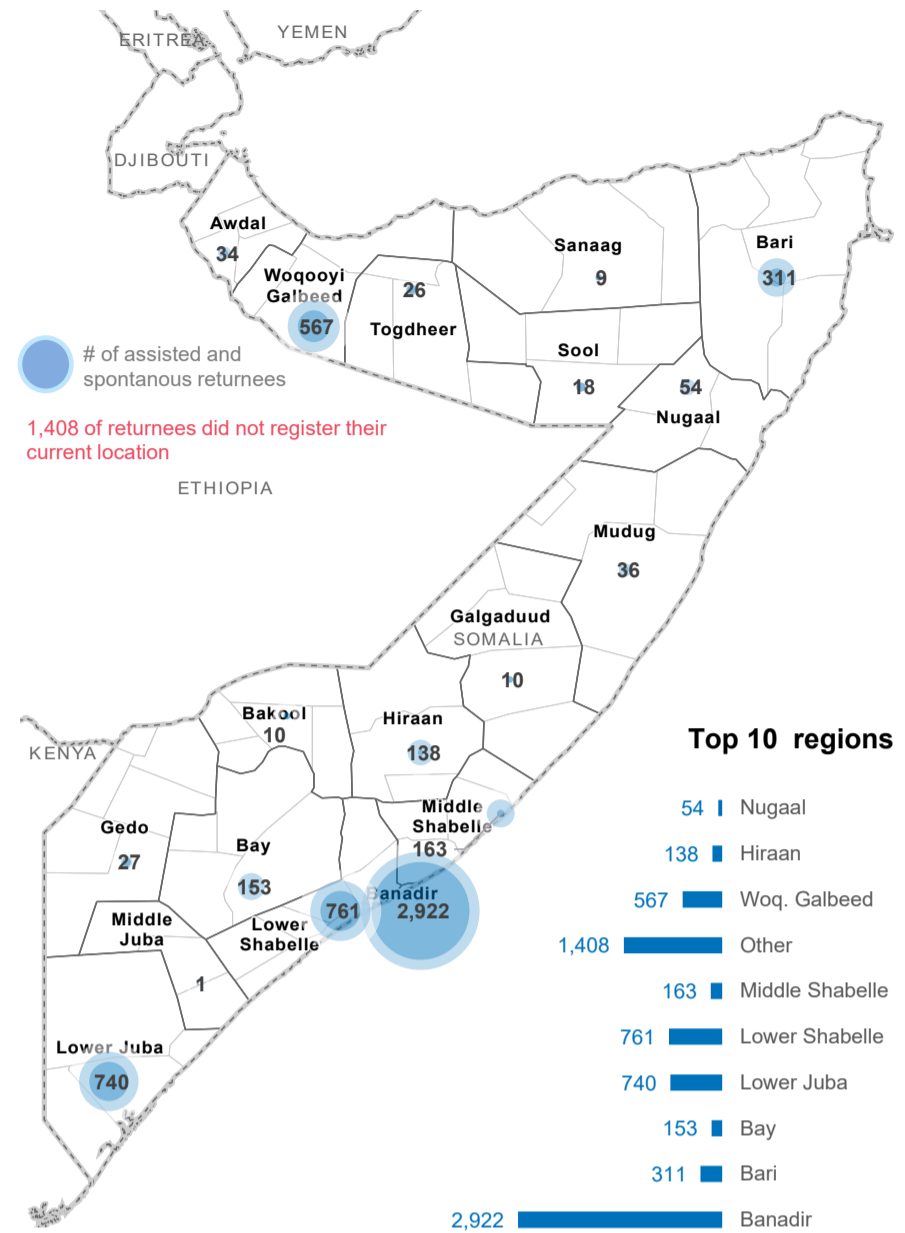 ERITREA
YEMEN
DJIBOUTI
Awdal
34
Woqooyi
Galbeed
567
26
Togdheer
Sanaag
9
Bari
311
Sool
18
54
Nugaal
# of assisted and
spontanous returnees
1,408 of returnees did not register their
current location
ETHIOPIA
Mudug
36
Galgaduud
SOMALIA
10
Bakool
10
Hiraan
138
KENYA
Middle
Shabelle
163
Gedo
27
Bay
153
Banadir
2,922
761
Lower
Shabelle
Middle
Juba
1
Lower Juba
740
Top 10 regions
54 Nugaal
138 Hiraan
567 Woq. Galbeed
1,408 Other
163 Middle Shabelle
761 Lower Shabelle
740 Lower Juba
153 Bay
311 Bari
2,922 Banadir